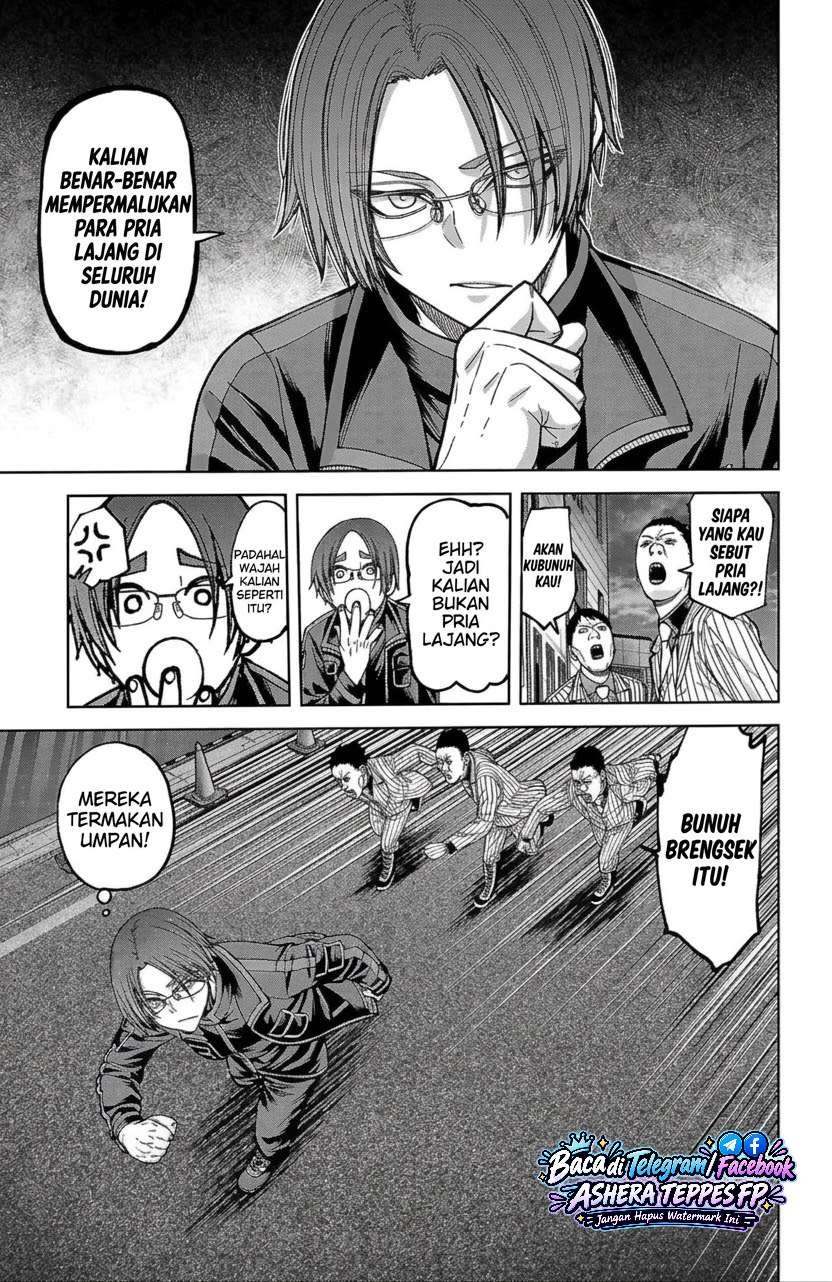 KALIAN
BENAR-BENAR
MEMPERMALUKAN
PARA PRIA
LAJANG DI
SELURUH
DUNIA!
SIAPA
YANG KAU
SEBUT
PRIA
LAJANG?!
AKAN
KUBUNUH
KAU!
EHH?
JADI
KALIAN
BUKAN
PRIA
LAJANG?
PADAHAL
WAJAH
KALIAN
SEPERTI
ITU?
BUNUH
BRENGSEK
ITU!
MEREKA
TERMAKAN
UMPAN!
Baca di Telegram/Facebook
ASHERA TEPPES FP
Jangan Hapus Watermark Ini